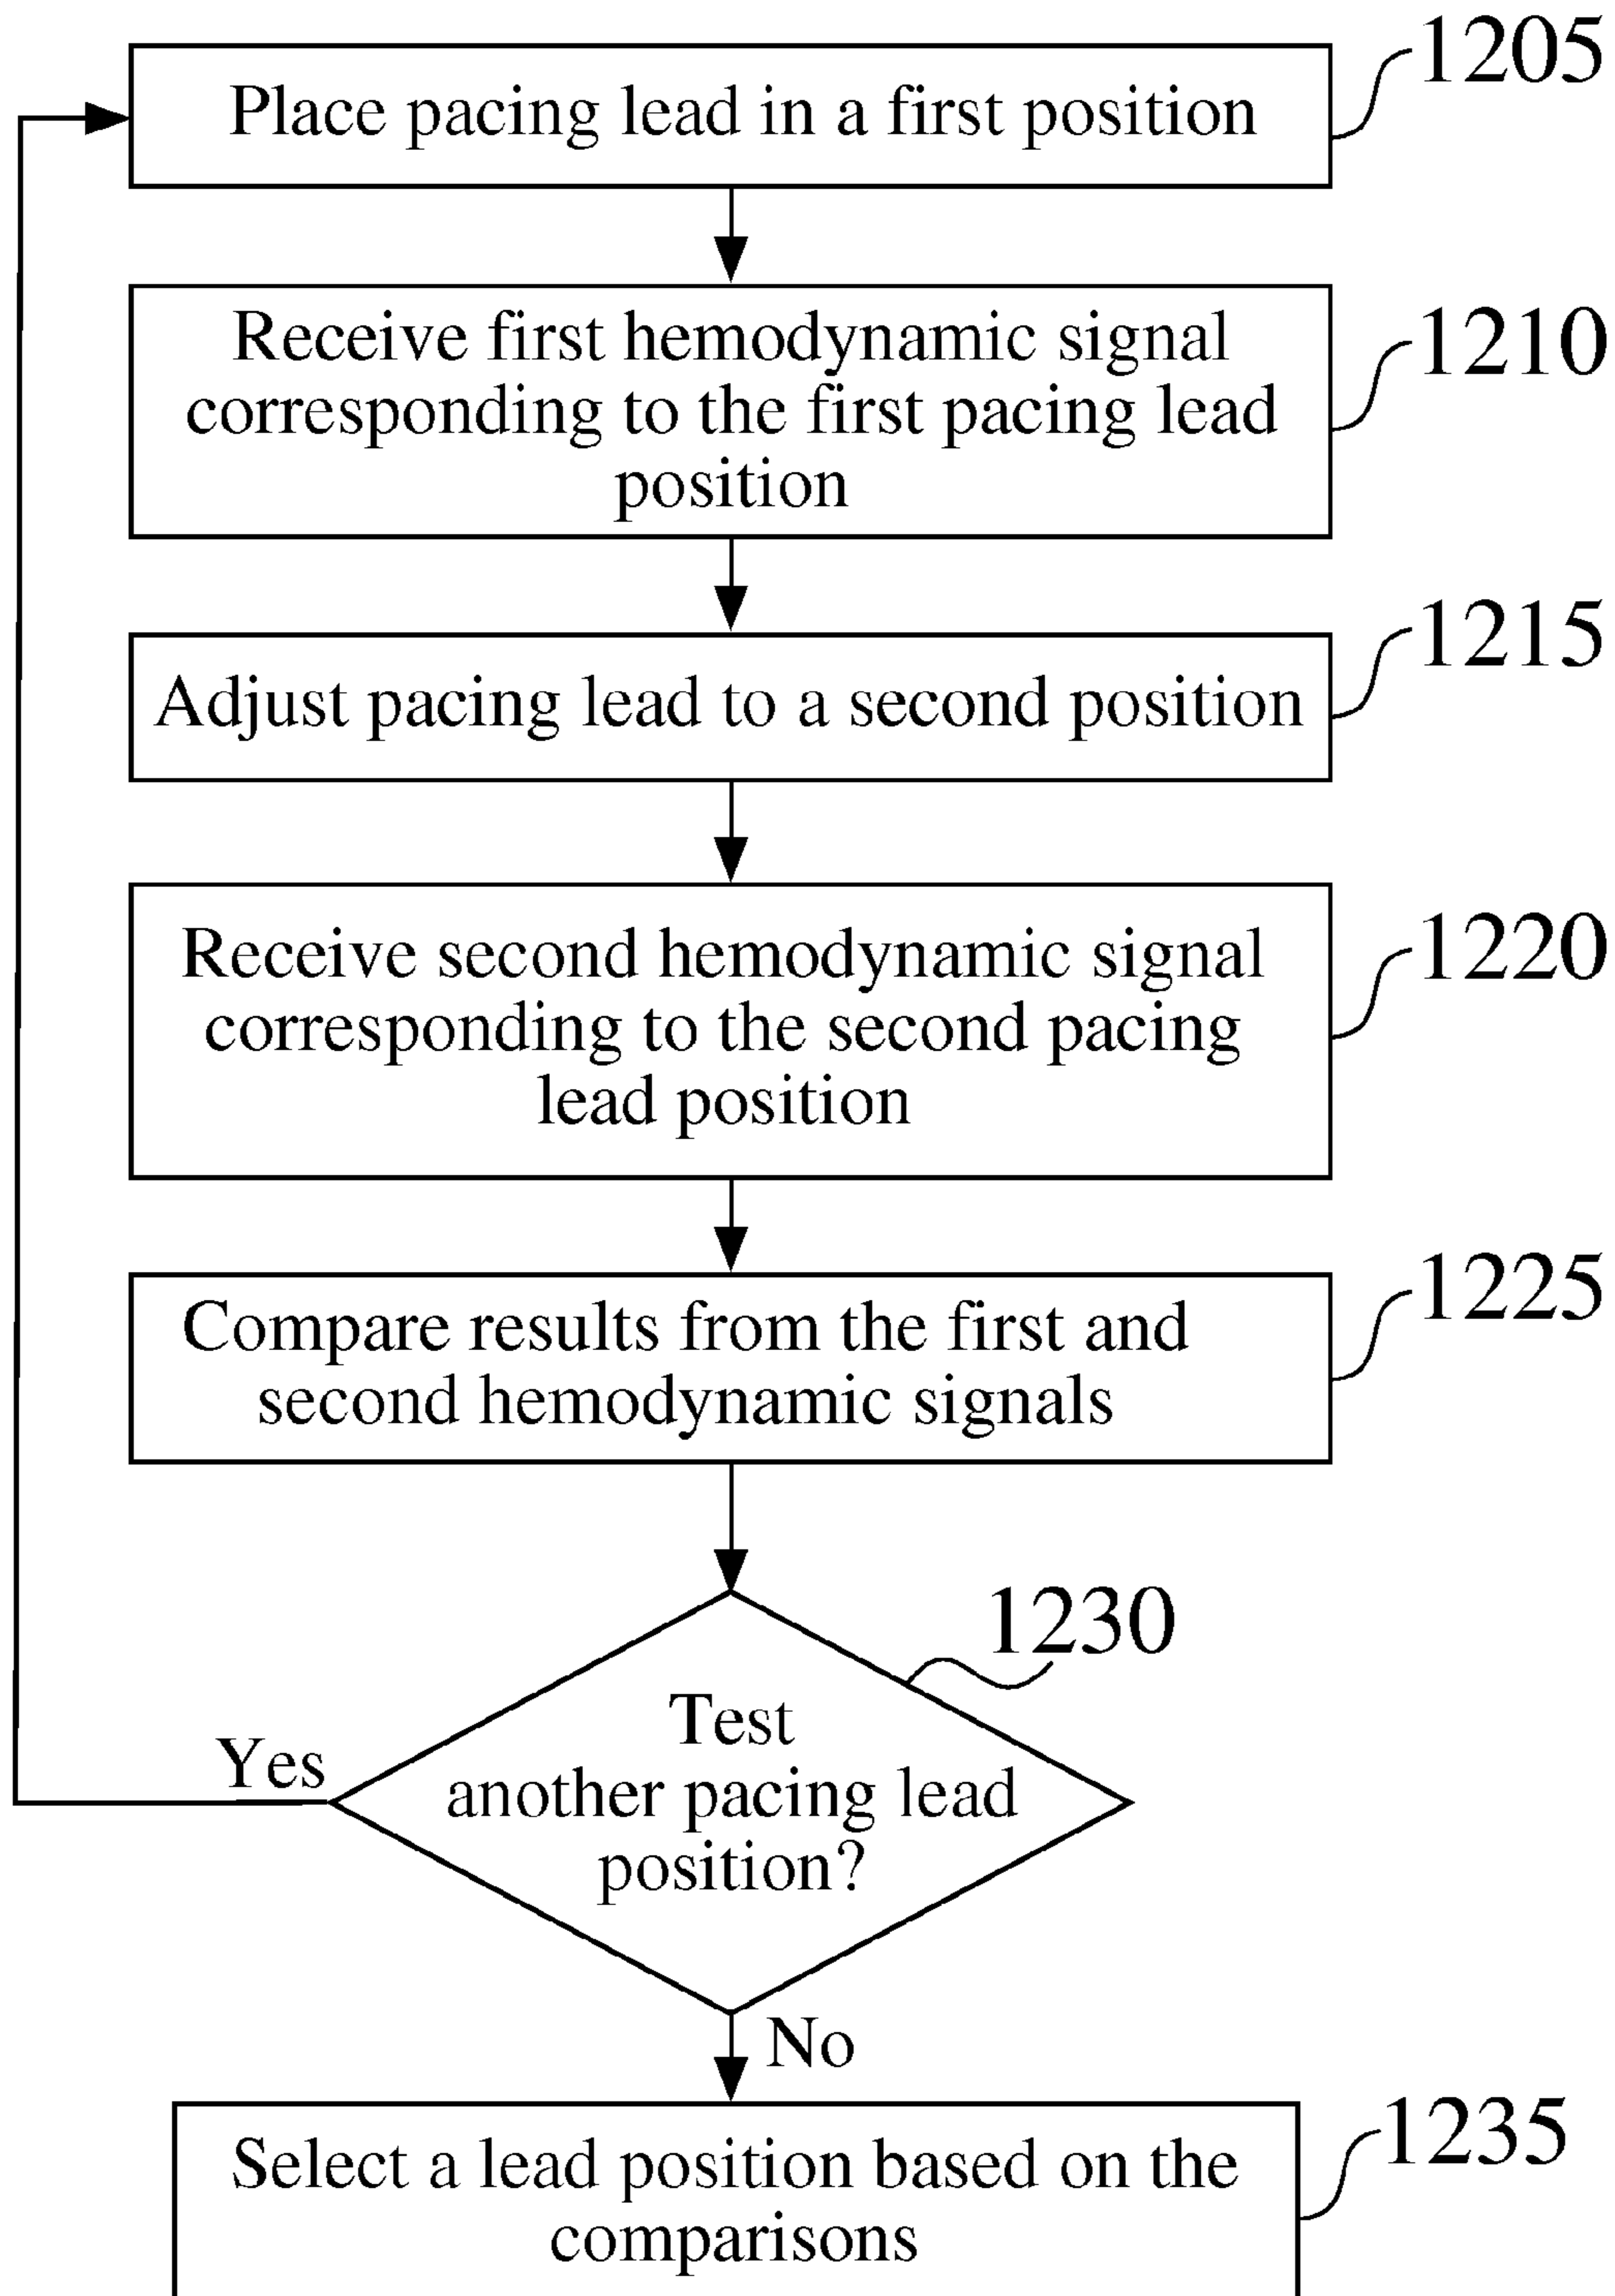 1205
Place pacing lead in a first position
Receive first hemodynamic signal
corresponding to the first pacing lead
position
1210
1215
Adjust pacing lead to a second position
Receive second hemodynamic signal
corresponding to the second pacing
lead position
1220
1225
Compare results from the first and
second hemodynamic signals
1230
Test
another pacing lead
position?
Yes
No
1235
Select a lead position based on the
comparisons